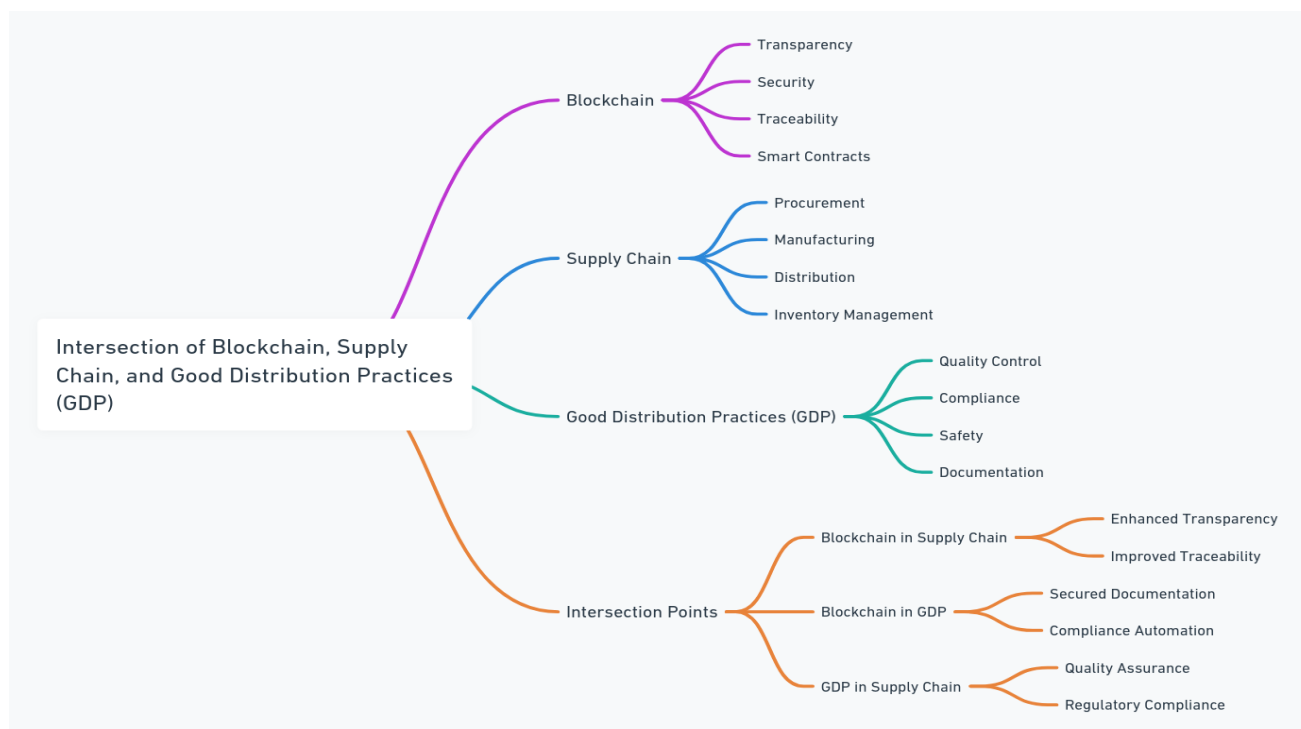 Intersection of Blockchain, Supply
Chain, and Good Distribution Practices
(GDP)
Blockchain
Transparency
Security
Traceability
Smart Contracts
Supply Chain
Procurement
Manufacturing
Distribution
Inventory Management
Good Distribution Practices (GDP)
Quality Control
Compliance
Safety
Documentation
Intersection Points
Blockchain in Supply Chain
Enhanced Transparency
Improved Traceability
Blockchain in GDP
Secured Documentation
Compliance Automation
GDP in Supply Chain
Quality Assurance
Regulatory Compliance